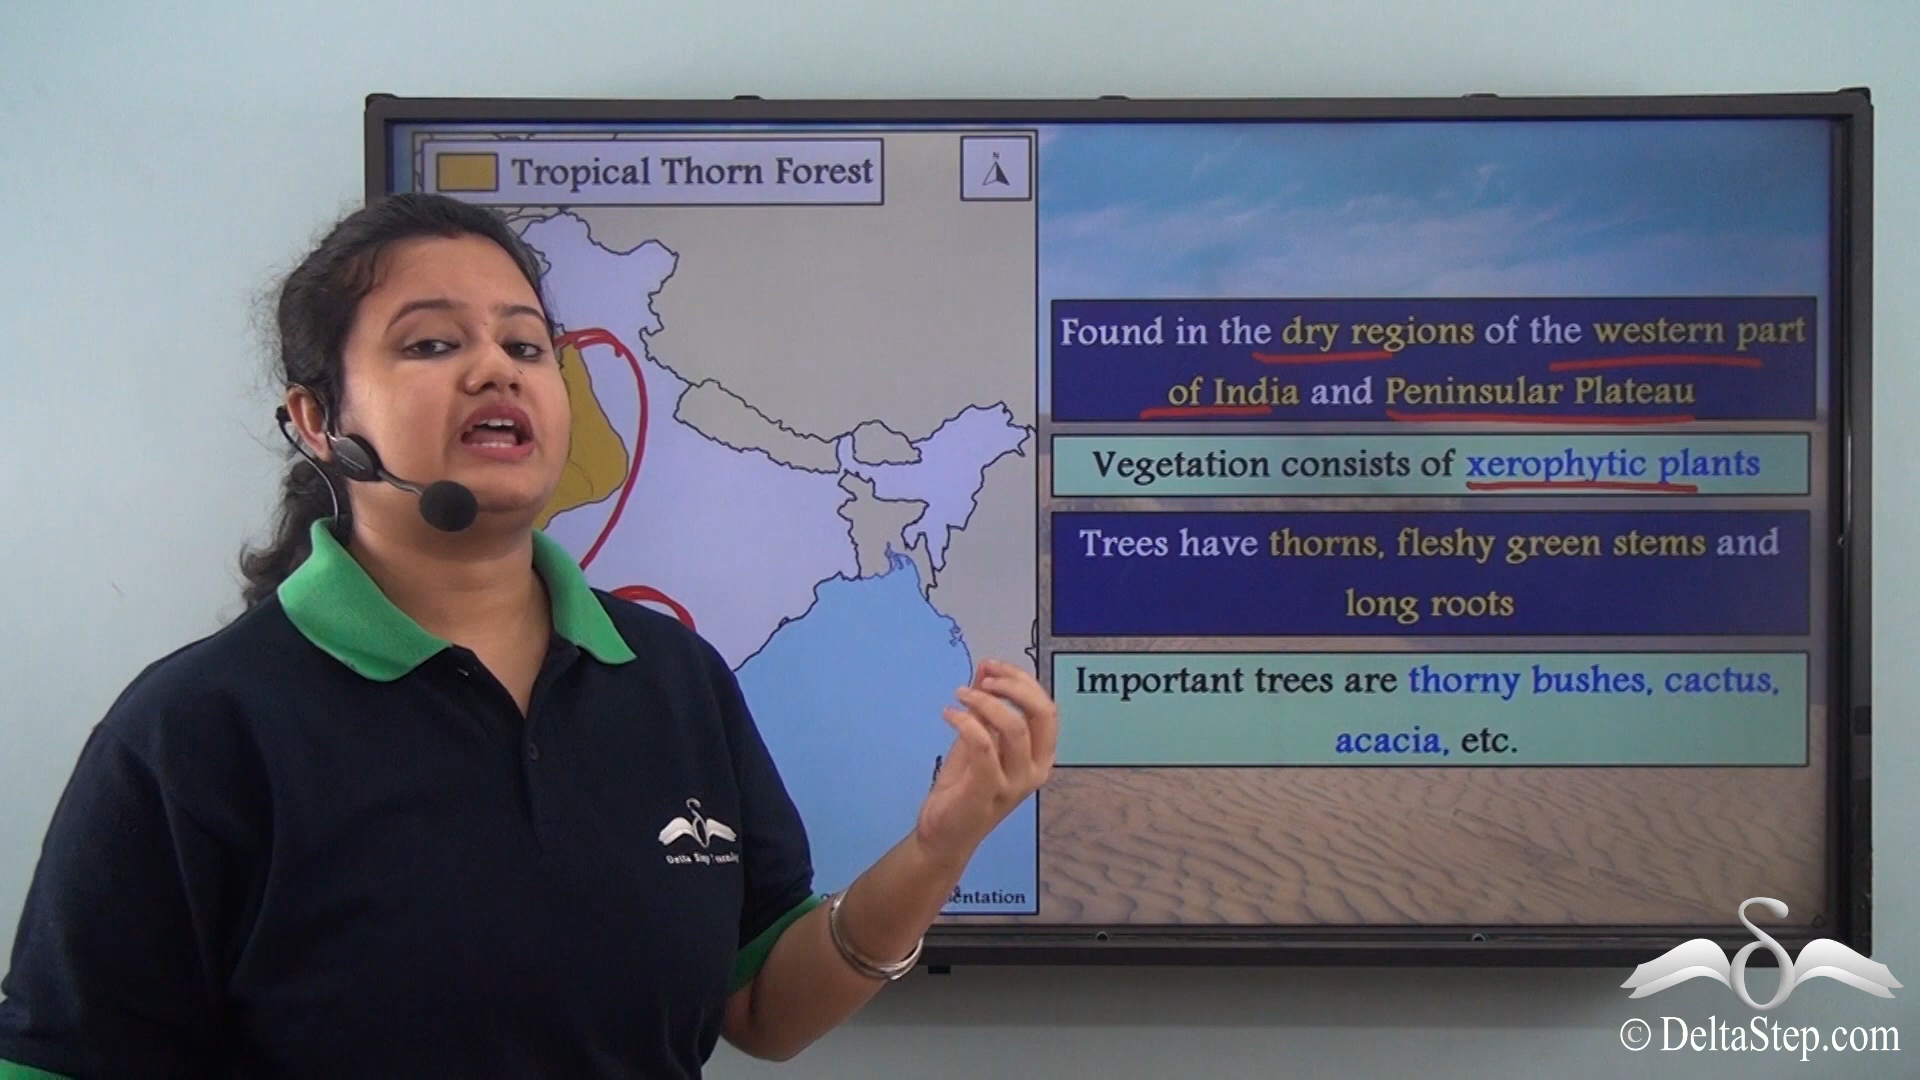 Tropical Thorn Forest
N
Found in the dry regions of the western part
of India and Peninsular Plateau
Vegetation consists of xerophytic plants
Trees have thorns, fleshy green stems and
long roots
Important trees are thorny bushes, cactus,
acacia, etc.
Delta Step
© DeltaStep.com